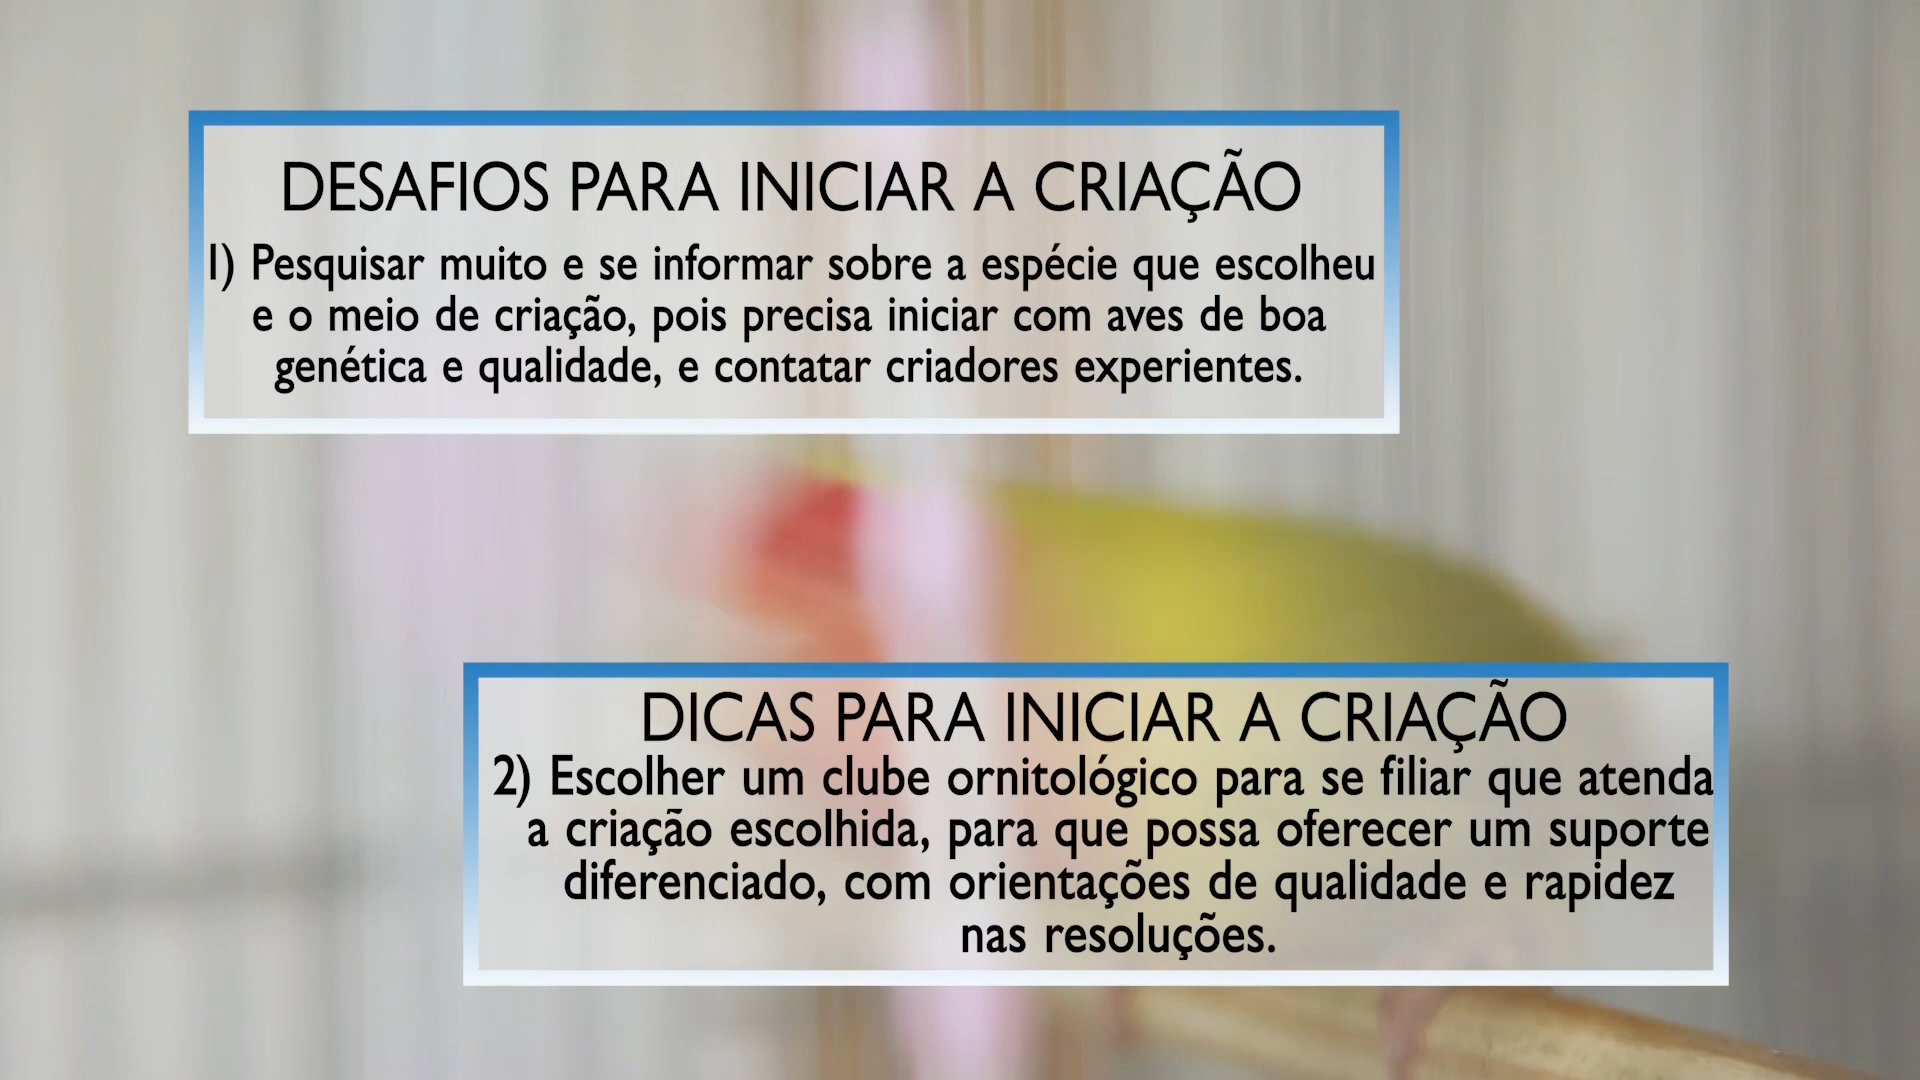 DESAFIOS PARA INICIAR A CRIAÇÃO
1) Pesquisar muito e se informar sobre a espécie que escolheu
e o meio de criação, pois precisa iniciar com aves de boa
genética e qualidade, e contatar criadores experientes.
DICAS PARA INICIAR A CRIAÇÃO
2) Escolher um clube ornitológico para se filiar que atenda
a criação escolhida, para que possa oferecer um suporte
diferenciado, com orientações de qualidade e rapidez
nas resoluções.